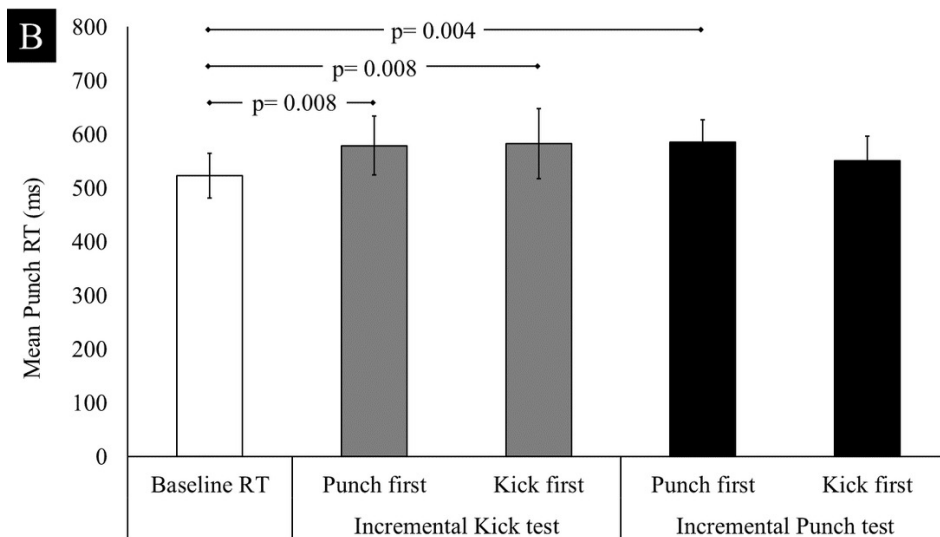 B
800
700
600
500
400
300
200
100
0
Mean Punch RT (ms)
p= 0.004
p= 0.008
p= 0.008
Baseline RT
Punch first
Kick first
Punch first
Kick first
Incremental Kick test
Incremental Punch test